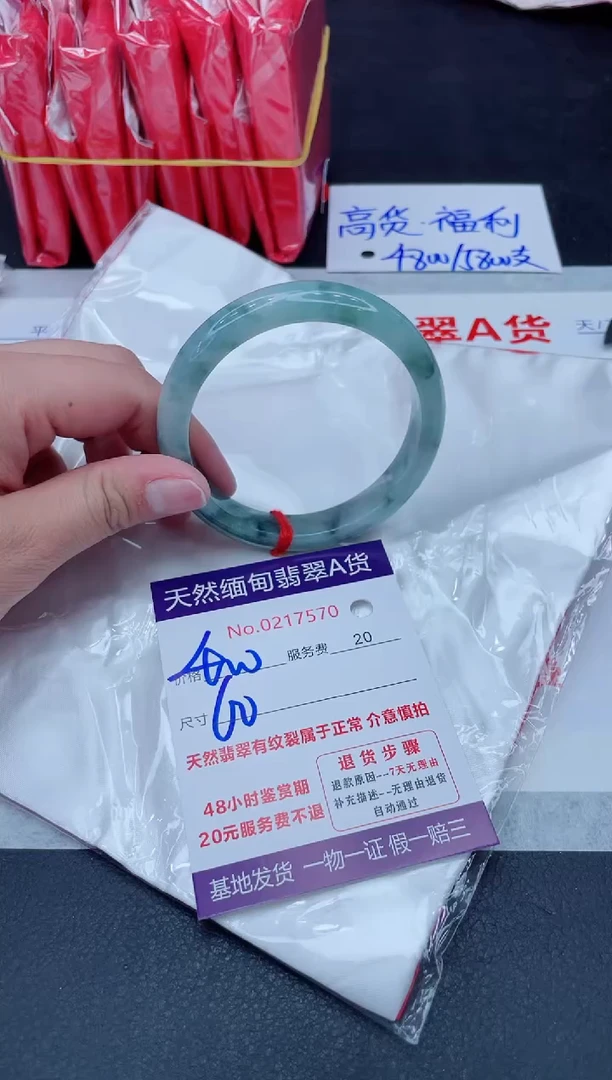 高货·福利
4800/5800支
平
翠A货
天然缅甸翡翠A货
No.0217570
价格 服务费 20
尺寸 60
天然翡翠有纹裂属于正常 介意慎拍
48小时鉴赏期
20元服务费不退
退货步骤
退款原因--7天无理由
补充描述--无理由退货
自动通过
基地发货 一物一证 假一赔三